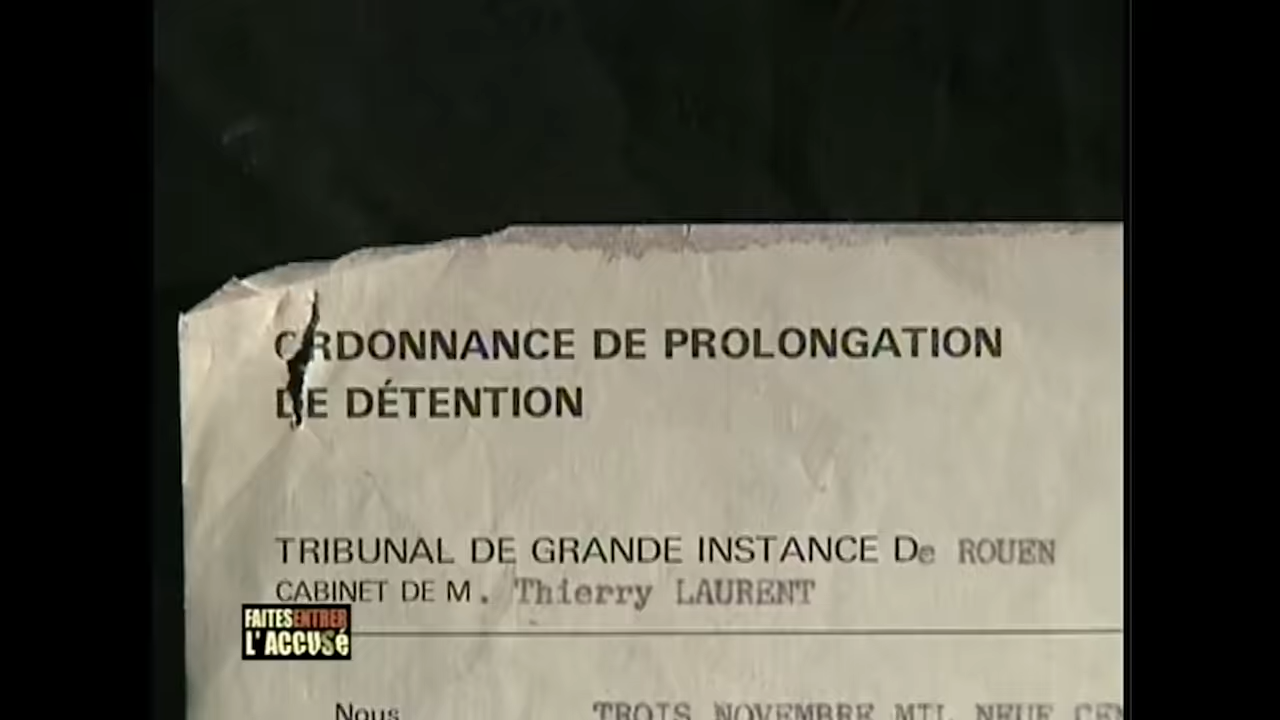 ORDONNANCE DE PROLONGATION
DE DÉTENTION
TRIBUNAL DE GRANDE INSTANCE De ROUEN
CABINET DE M. Thierry LAURENT
FAITES ENTRER
L'ACCUSÉ
Nous
TROIS NOVEMBRE MIL NEUF CEN